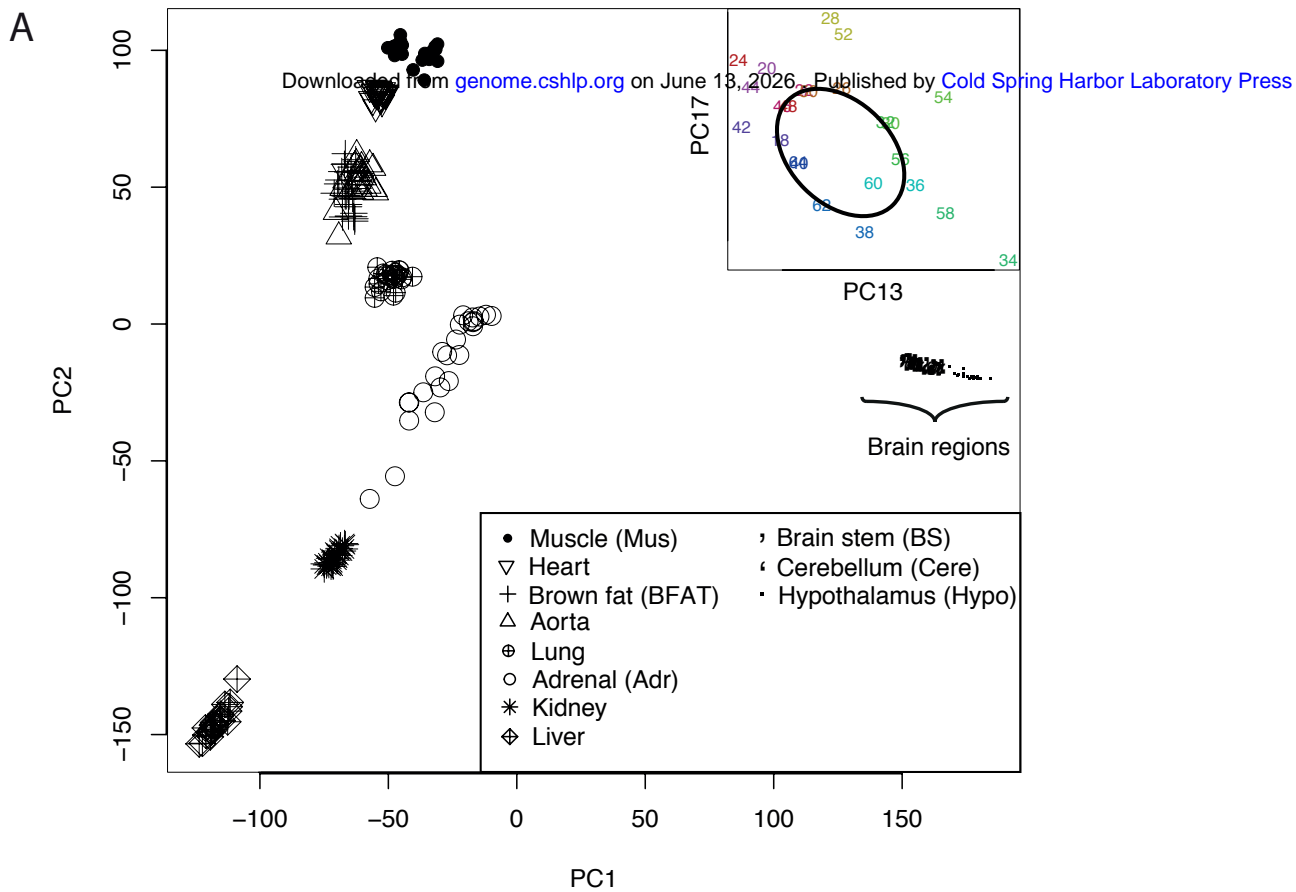 A
Downloaded from genome.cshlp.org on June 13, 2026 . Published by Cold Spring Harbor Laboratory Press
PC2
100
50
0
−50
−100
−150
28
52
24
20
54
42
18
56
60
36
62
58
38
34
PC17
PC13
Brain regions
Muscle (Mus)
Heart
Brown fat (BFAT)
Aorta
Lung
Adrenal (Adr)
Kidney
Liver
Brain stem (BS)
Cerebellum (Cere)
Hypothalamus (Hypo)
−100 −50 0 50 100 150
PC1